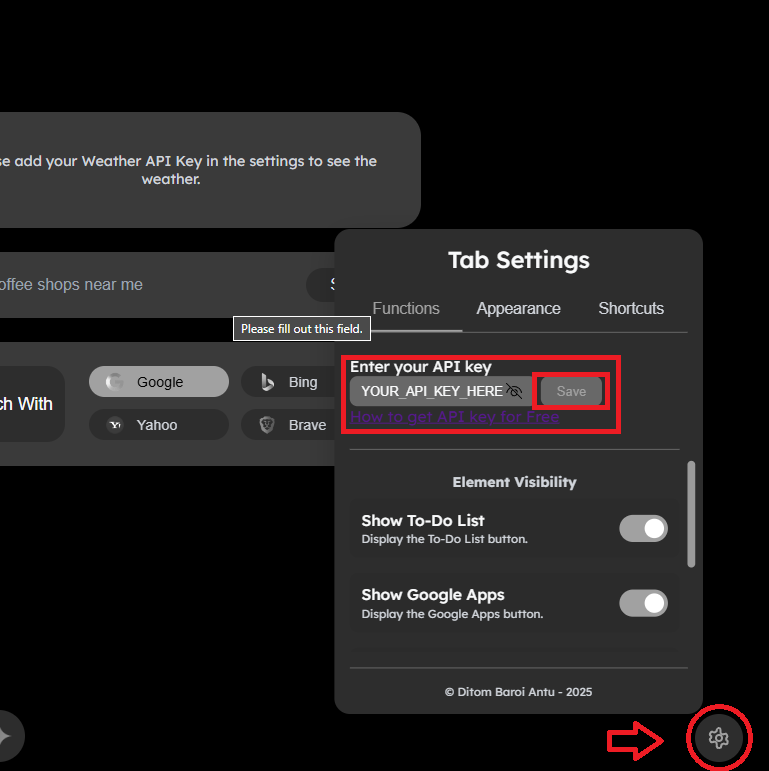 se add your Weather API Key in the settings to see the
weather.
offee shops near me
S
Tab Settings
Functions
Appearance
Shortcuts
Please fill out this field.
Enter your API key
YOUR_API_KEY_HERE
Save
How to get API key for Free
ch With
Google
Bing
Yahoo
Brave
Element Visibility
Show To-Do List
Display the To-Do List button.
Show Google Apps
Display the Google Apps button.
© Ditom Baroi Antu - 2025